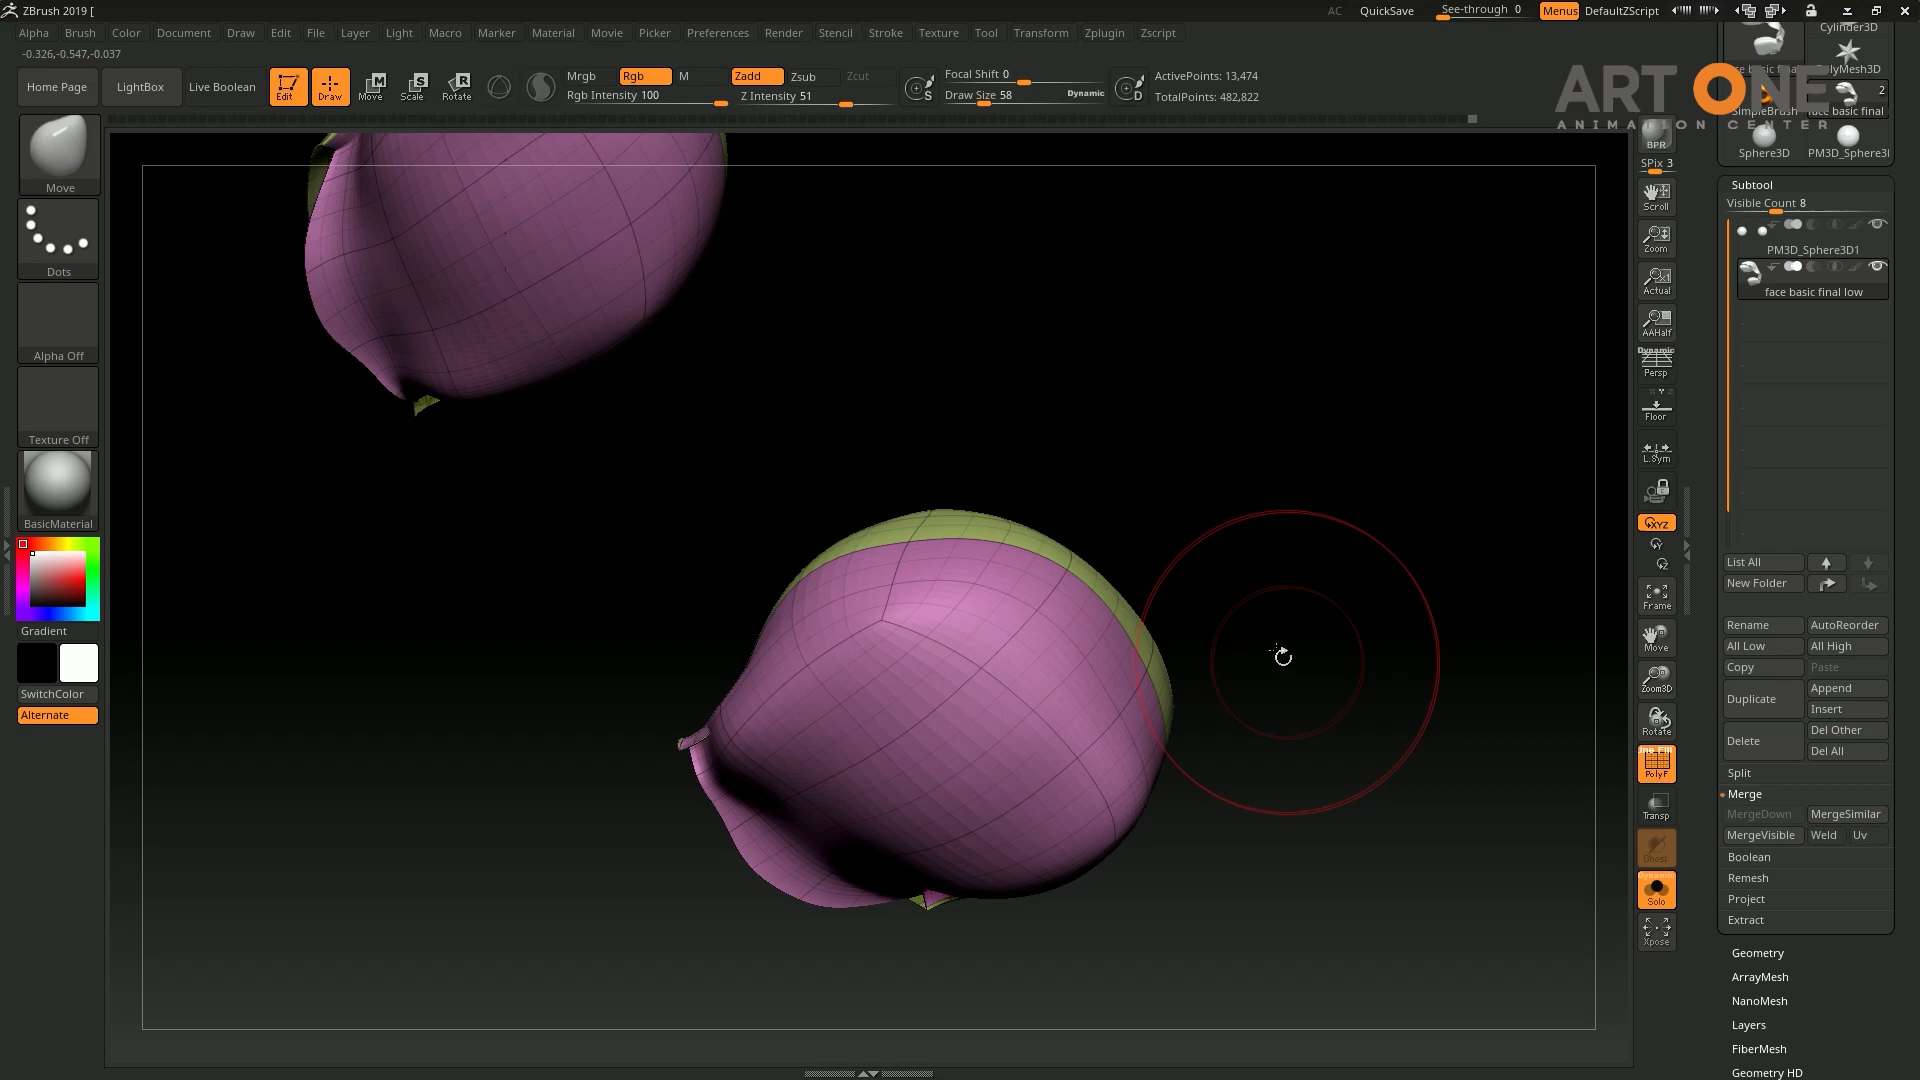 ZBrush 2019 [
AC QuickSave See-through 0 Menus DefaultZScript
Alpha Brush Color Document Draw Edit File Layer Light Macro Marker Material Movie Picker Preferences Render Stencil Stroke Texture Tool Transform Zplugin Zscript
-0.326,-0.547,-0.037
Home Page LightBox Live Boolean Edit Draw Move Scale Rotate
Mrgb Rgb M Zadd Zsub Zcut
Rgb Intensity 100 Z Intensity 51
Focal Shift 0
Draw Size 58 Dynamic
ActivePoints: 13,474
TotalPoints: 482,822
ART ONE
ANIMATION CENTER
Move
Dots
Alpha Off
Texture Off
BasicMaterial
Gradient
SwitchColor
Alternate
BPR
SPix 3
Scroll
Zoom
Actual
AAHalf
Dynamic
Persp
Floor
L.Sym
XYZ
Frame
Move
Zoom3D
Rotate
Line Fill
PolyF
Transp
Ghost
Dynamic
Solo
Xpose
Cylinder3D
PolyMesh3D
2
SimpleBrush face basic final
Sphere3D PM3D_Sphere3I
Subtool
Visible Count 8
PM3D_Sphere3D1
face basic final low
List All
New Folder
Rename AutoReorder
All Low All High
Copy Paste
Duplicate Append
Insert
Delete Del Other
Del All
Split
Merge
MergeDown MergeSimilar
MergeVisible Weld Uv
Boolean
Remesh
Project
Extract
Geometry
ArrayMesh
NanoMesh
Layers
FiberMesh
Geometry HD